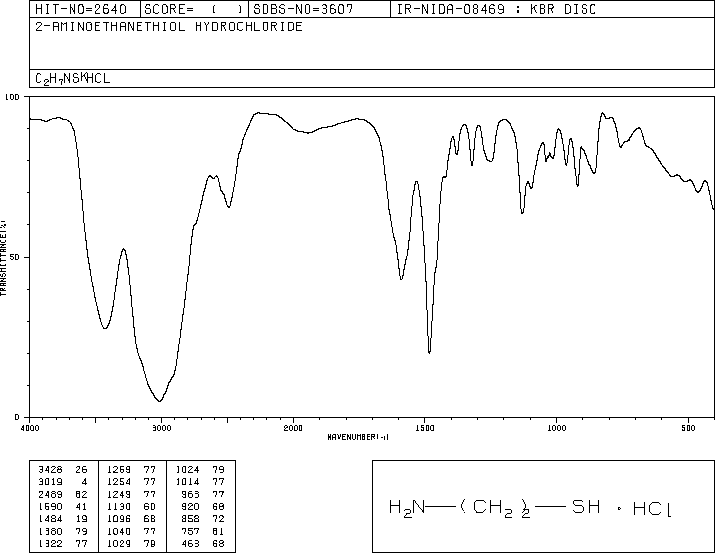 HIT-NO=2640 SCORE= ( ) SDBS-NO=3607 IR-NIDA-08469 : KBR DISC
2-AMINOETHANETHIOL HYDROCHLORIDE
C2H7NS*HCL
100
50
0
TRANSMITTANCE(%)
4000 3000 2000 1500 1000 500
WAVENUMBER(-1)
3428 26 1269 77 1024 79
3019 4 1254 77 1014 77
2489 62 1249 77 963 77
1590 41 1130 60 920 68
1484 19 1096 68 858 72
1380 79 1040 77 757 81
1322 77 1029 79 463 68
H2N—(CH2)2—SH · HCl